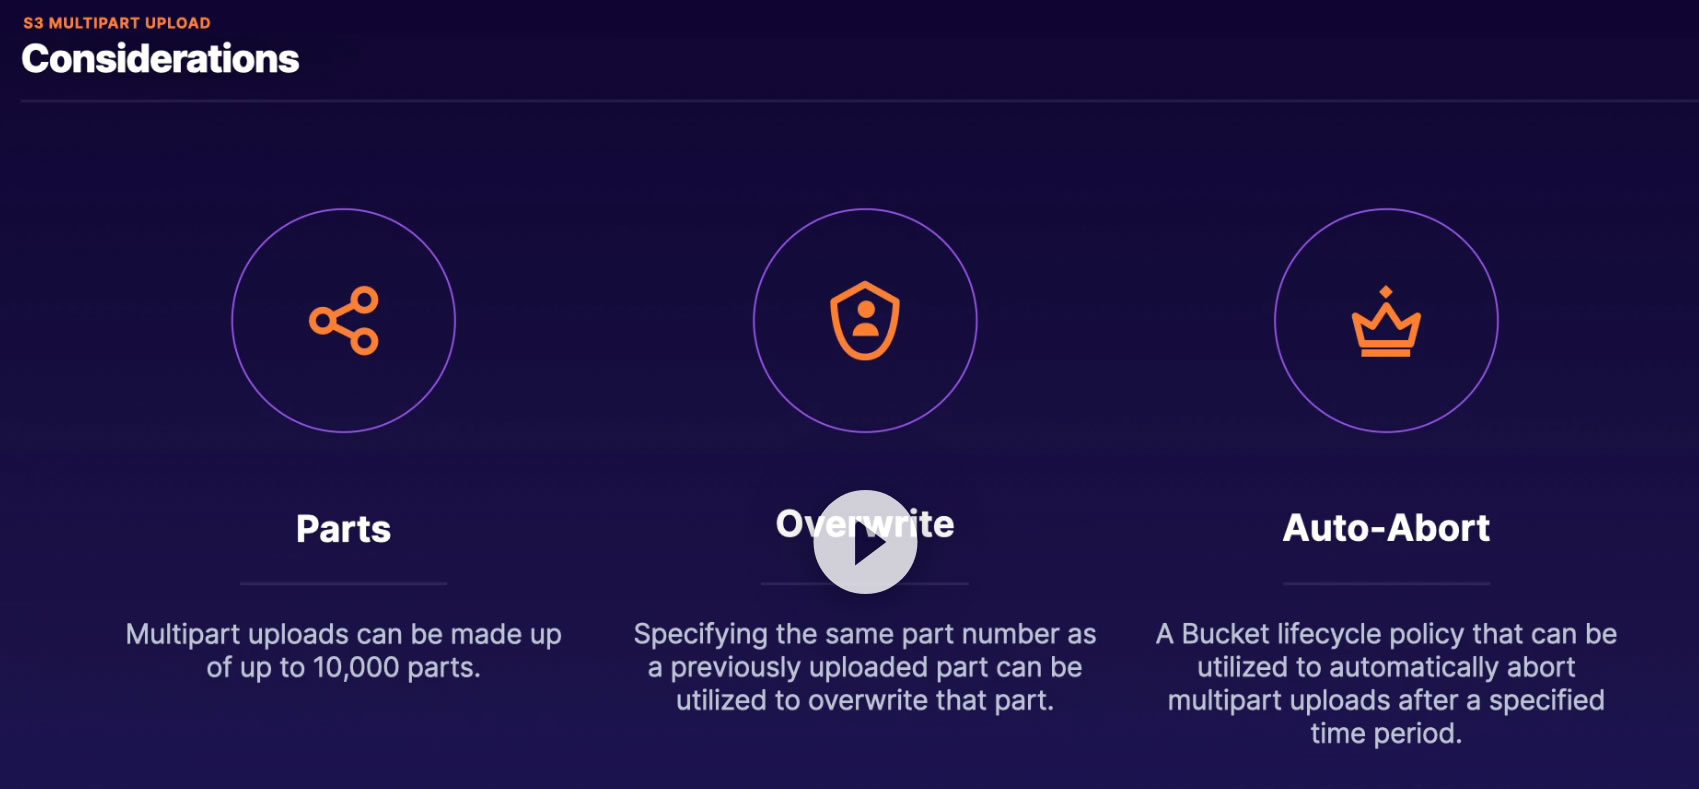 S3 MULTIPART UPLOAD
Considerations
Parts
Multipart uploads can be made up
of up to 10,000 parts.
Overwrite
Specifying the same part number as
a previously uploaded part can be
utilized to overwrite that part.
Auto-Abort
A Bucket lifecycle policy that can be
utilized to automatically abort
multipart uploads after a specified
time period.